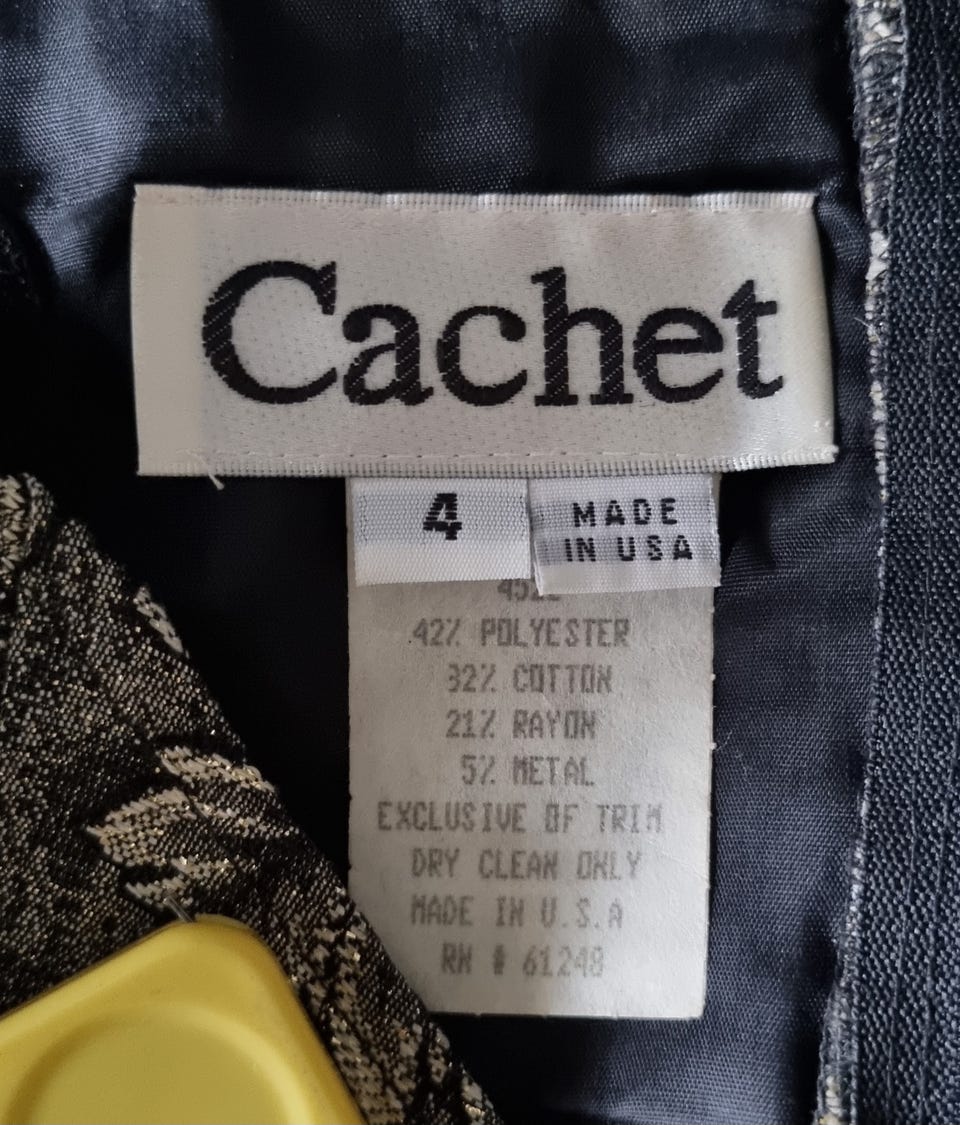 Cachet
4
MADE
IN USA
42% POLYESTER
32% COTTON
21% RAYON
5% METAL
EXCLUSIVE OF TRIM
DRY CLEAN ONLY
MADE IN U.S.A
RN # 61248